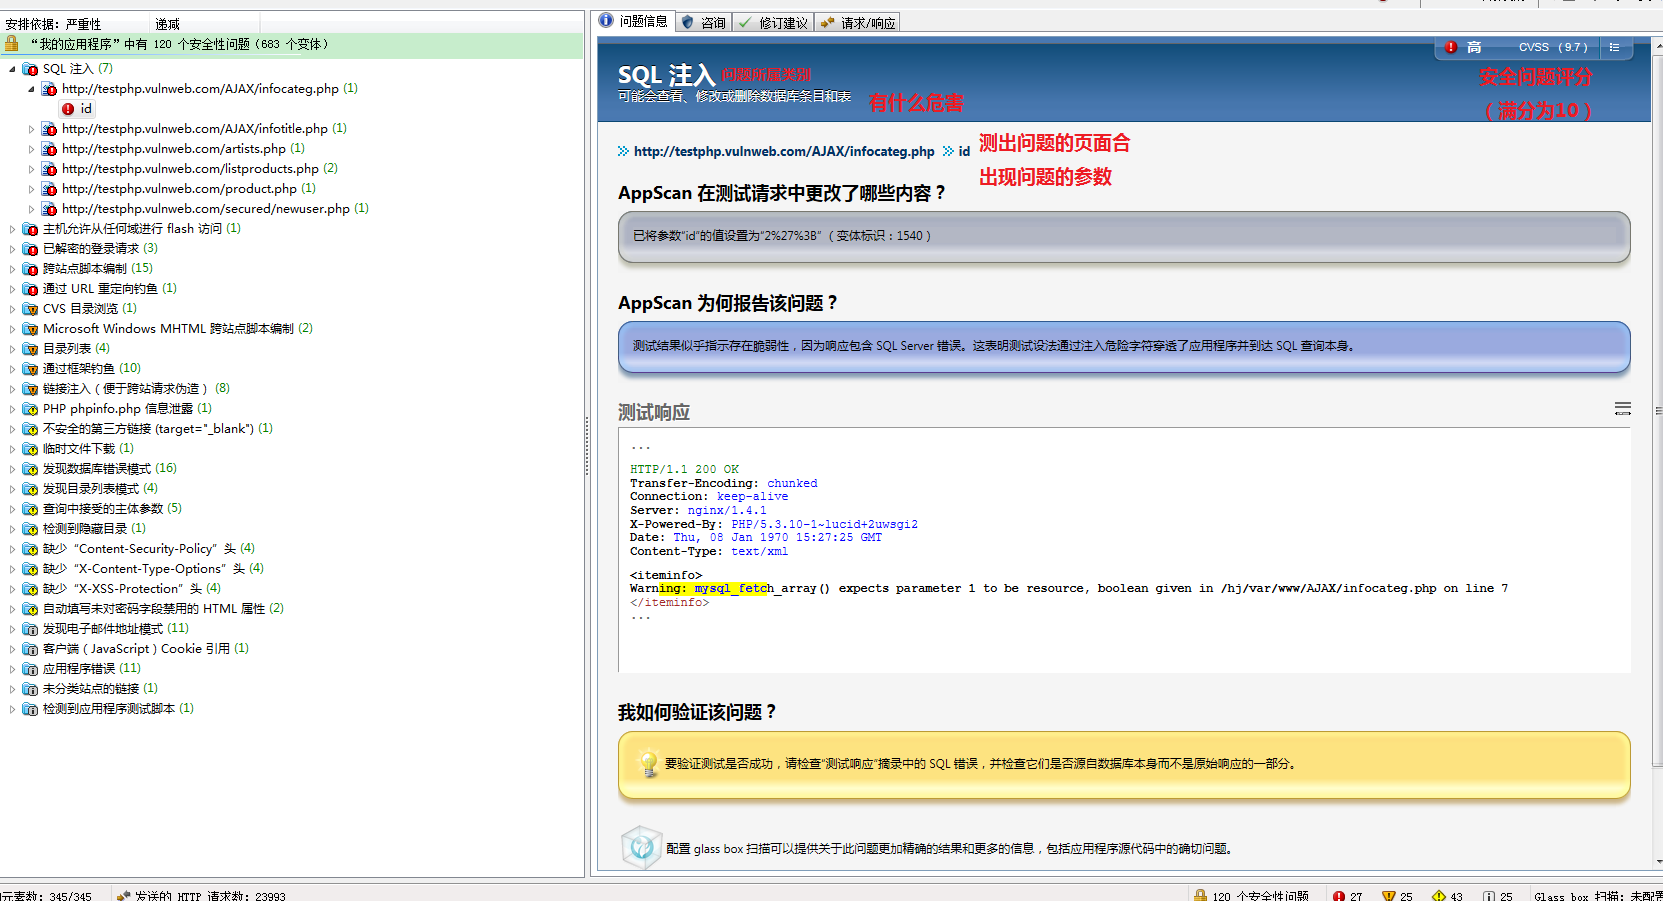 安排依据: 严重性 递减
“我的应用程序”中有 120 个安全性问题 (683 个变体)
SQL 注入 (7)
http://testphp.vulnweb.com/AJAX/infocateg.php (1)
id
http://testphp.vulnweb.com/AJAX/infotitle.php (1)
http://testphp.vulnweb.com/artists.php (1)
http://testphp.vulnweb.com/listproducts.php (2)
http://testphp.vulnweb.com/product.php (1)
http://testphp.vulnweb.com/secured/newuser.php (1)
主机允许从任何域进行 flash 访问 (1)
已解密的登录请求 (3)
跨站点脚本编制 (15)
通过 URL 重定向钓鱼 (1)
CVS 目录浏览 (1)
Microsoft Windows MHTML 跨站点脚本编制 (2)
目录列表 (4)
通过框架钓鱼 (10)
链接注入（便于跨站请求伪造） (8)
PHP phpinfo.php 信息泄露 (1)
不安全的第三方链接 (target="_blank") (1)
临时文件下载 (1)
发现数据库错误模式 (16)
发现目录列表模式 (4)
查询中接受的主体参数 (5)
检测到隐藏目录 (1)
缺少 “Content-Security-Policy” 头 (4)
缺少 “X-Content-Type-Options” 头 (4)
缺少 “X-XSS-Protection” 头 (4)
自动填写未对密码字段禁用的 HTML 属性 (2)
发现电子邮件地址模式 (11)
客户端（JavaScript）Cookie 引用 (1)
应用程序错误 (11)
未分类站点的链接 (1)
检测到应用程序测试脚本 (1)
问题信息 咨询 修订建议 请求/响应
高 CVSS （9.7）
SQL 注入 问题所属类别
可能会查看、修改或删除数据库条目和表 有什么危害
安全问题评分
（满分为10）
http://testphp.vulnweb.com/AJAX/infocateg.php id
测出问题的页面合
出现问题的参数
AppScan 在测试请求中更改了哪些内容？
已将参数“id”的值设置为“2%27%3B” （变体标识：1540）
AppScan 为何报告该问题？
测试结果似乎指示存在脆弱性，因为响应包含 SQL Server 错误。这表明测试设法通过注入危险字符穿透了应用程序并到达 SQL 查询本身。
测试响应
...
HTTP/1.1 200 OK
Transfer-Encoding: chunked
Connection: keep-alive
Server: nginx/1.4.1
X-Powered-By: PHP/5.3.10-1~lucid+2uwsgi2
Date: Thu, 08 Jan 1970 15:27:25 GMT
Content-Type: text/xml
<iteminfo>
Warning: mysql_fetch_array() expects parameter 1 to be resource, boolean given in /hj/var/www/AJAX/infocateg.php on line 7
</iteminfo>
...
我如何验证该问题？
要验证测试是否成功，请检查“测试响应”摘录中的 SQL 错误，并检查它们是否源自数据库本身而不是原始响应的一部分。
配置 glass box 扫描可以提供关于此问题更加精确的结果和更多的信息，包括应用程序源代码中的确切问题。
元素数: 345/345 发送的 HTTP 请求数: 23993 120 个安全性问题 27 25 43 25 Glass box 扫描: 未配置